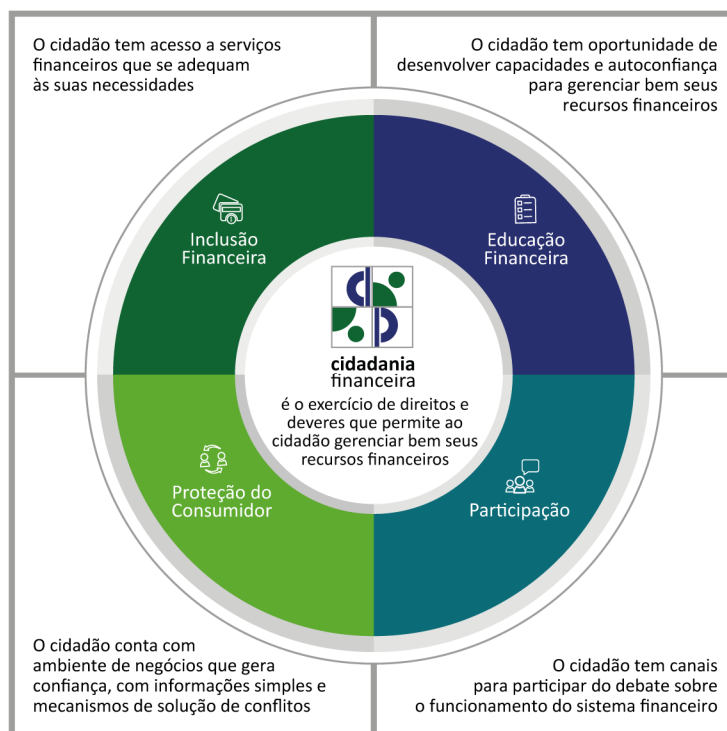 O cidadão tem acesso a serviços
financeiros que se adequam
às suas necessidades
O cidadão tem oportunidade de
desenvolver capacidades e autoconfiança
para gerenciar bem seus
recursos financeiros
Inclusão
Financeira
Educação
Financeira
cidadania
financeira
é o exercício de direitos e
deveres que permite ao
cidadão gerenciar bem seus
recursos financeiros
Proteção do
Consumidor
Participação
O cidadão conta com
ambiente de negócios que gera
confiança, com informações simples e
mecanismos de solução de conflitos
O cidadão tem canais
para participar do debate sobre
o funcionamento do sistema financeiro